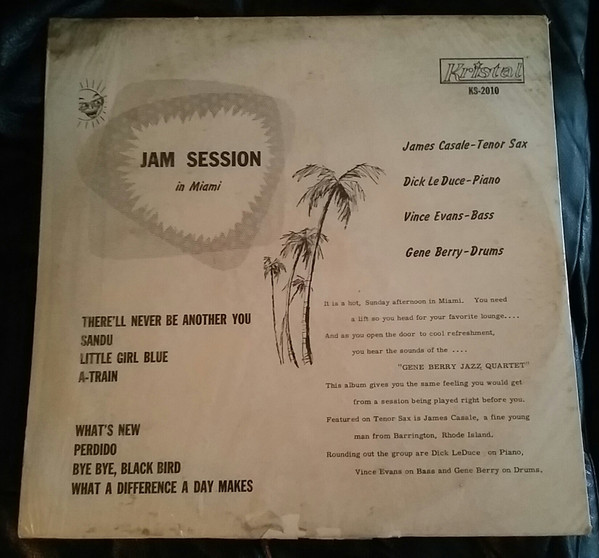 Kristal
KS-2010
JAM SESSION
in Miami
James Casale-Tenor Sax
Dick Le Duce-Piano
Vince Evans-Bass
Gene Berry-Drums
THERE'LL NEVER BE ANOTHER YOU
SANDU
LITTLE GIRL BLUE
A-TRAIN
WHAT'S NEW
PERDIDO
BYE BYE, BLACK BIRD
WHAT A DIFFERENCE A DAY MAKES
It is a hot, Sunday afternoon in Miami. You need
a lift so you head for your favorite lounge....
And as you open the door to cool refreshment,
you hear the sounds of the ....
"GENE BERRY JAZZ QUARTET"
This album gives you the same feeling you would get
from a session being played right before you.
Featured on Tenor Sax is James Casale, a fine young
man from Barrington, Rhode Island.
Rounding out the group are Dick LeDuce on Piano,
Vince Evans on Bass and Gene Berry on Drums,